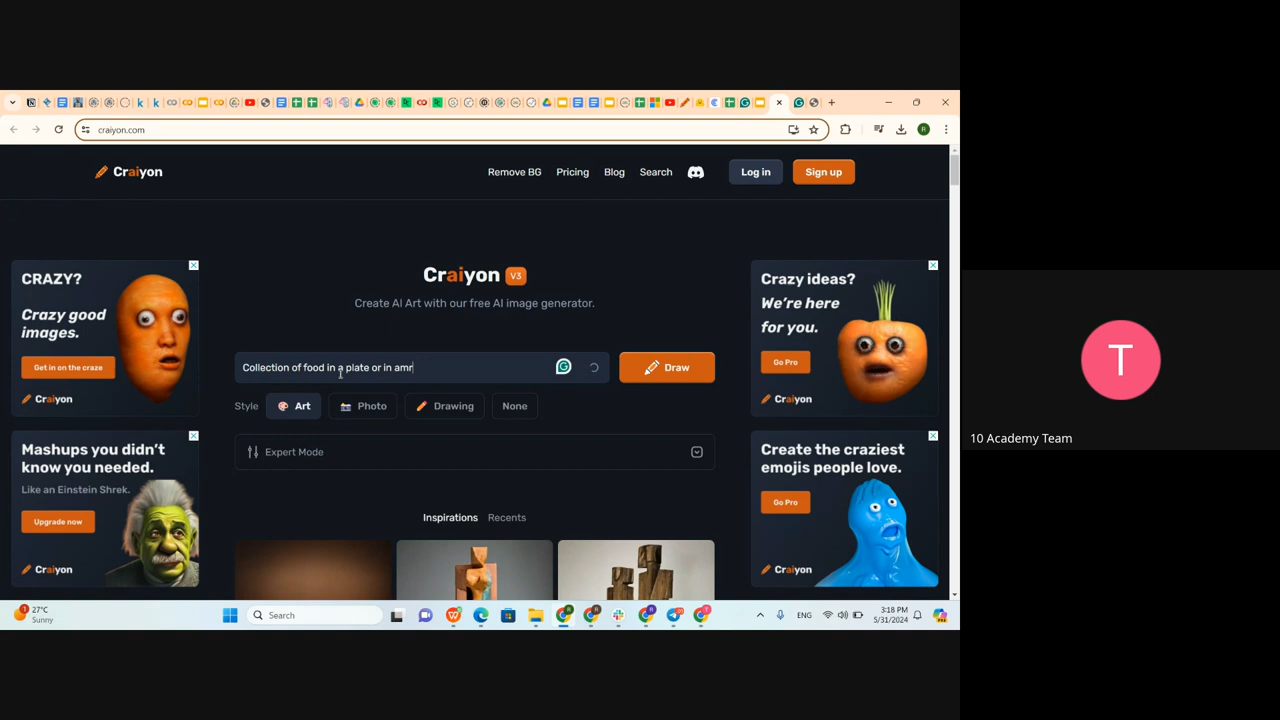 craiyon.com
Craiyon
Remove BG
Pricing
Blog
Search
Log in
Sign up
CRAZY?
Crazy good
images.
Get in on the craze
Craiyon
Mashups you didn't
know you needed.
Like an Einstein Shrek.
Upgrade now
Craiyon
Craiyon V3
Create AI Art with our free AI image generator.
Collection of food in a plate or in amr
Draw
Style
Art
Photo
Drawing
None
Expert Mode
Inspirations
Recents
Crazy ideas?
We're here
for you.
Go Pro
Craiyon
Create the craziest
emojis people love.
Go Pro
Craiyon
T
10 Academy Team
27°C
Sunny
Search
ENG
3:18 PM
5/31/2024